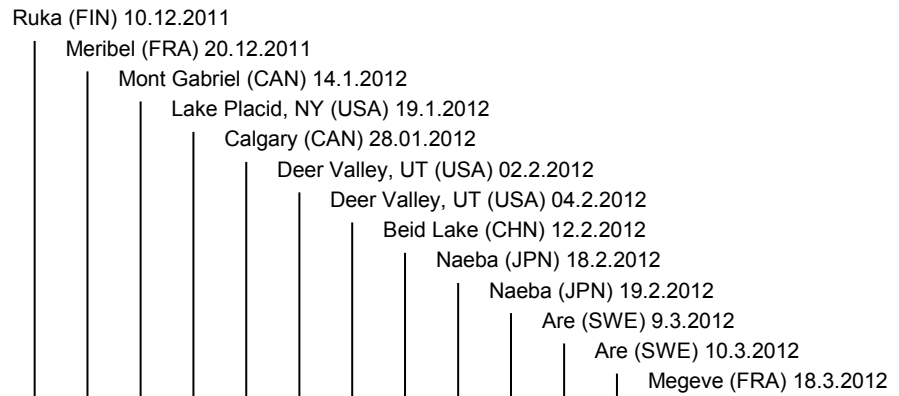 Ruka (FIN) 10.12.2011
Meribel (FRA) 20.12.2011
Mont Gabriel (CAN) 14.1.2012
Lake Placid, NY (USA) 19.1.2012
Calgary (CAN) 28.01.2012
Deer Valley, UT (USA) 02.2.2012
Deer Valley, UT (USA) 04.2.2012
Beid Lake (CHN) 12.2.2012
Naeba (JPN) 18.2.2012
Naeba (JPN) 19.2.2012
Are (SWE) 9.3.2012
Are (SWE) 10.3.2012
Megeve (FRA) 18.3.2012